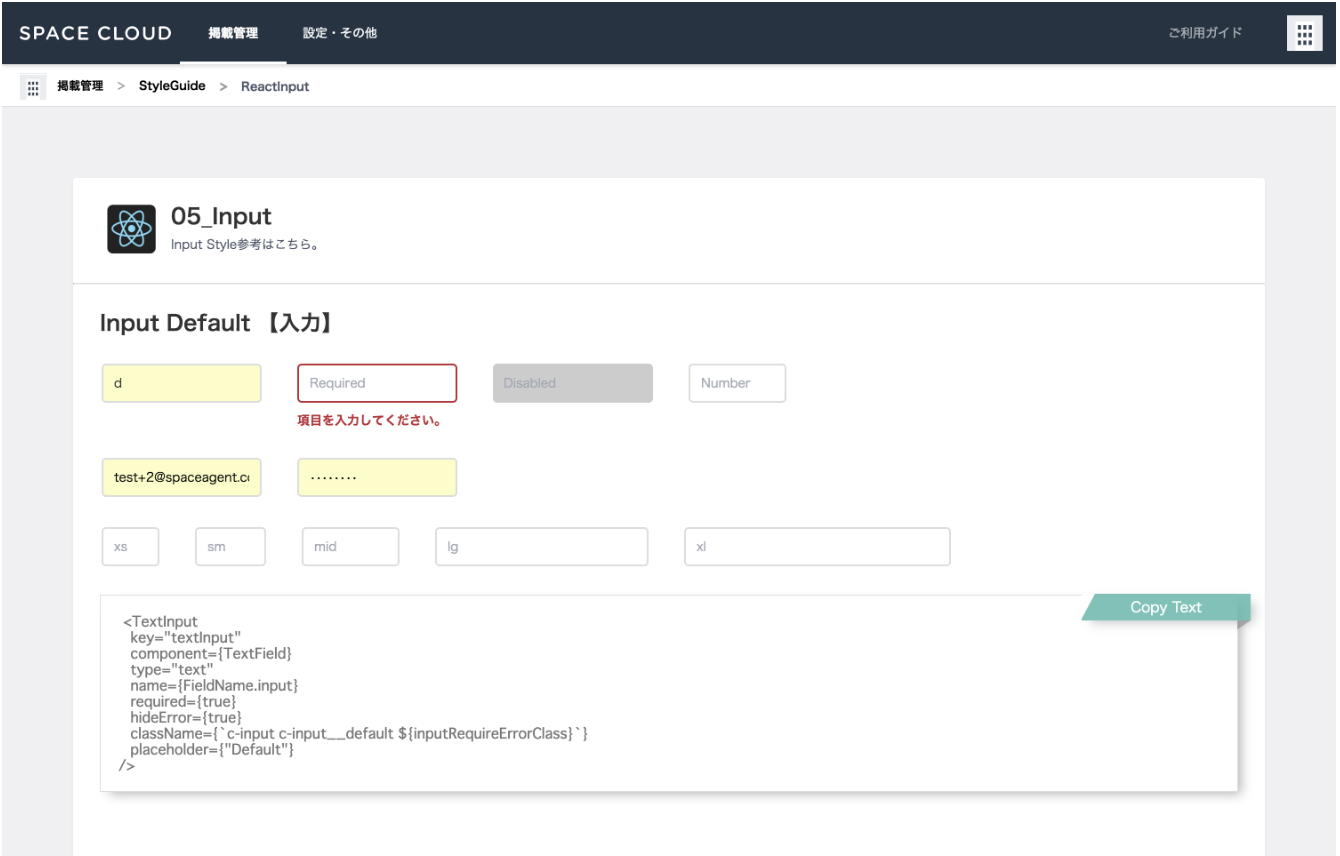 SPACE CLOUD 掲載管理 設定・その他 ご利用ガイド
掲載管理 > StyleGuide > ReactInput
05_Input
Input Style参考はこちら。
Input Default 【入力】
d Required Disabled Number
項目を入力してください。
test+2@spaceagent.co ········
xs sm mid lg xl
Copy Text
<TextInput
key="textInput"
component={TextField}
type="text"
name={FieldName.input}
required={true}
hideError={true}
className={`c-input c-input__default ${inputRequireErrorClass}`}
placeholder={"Default"}
/>